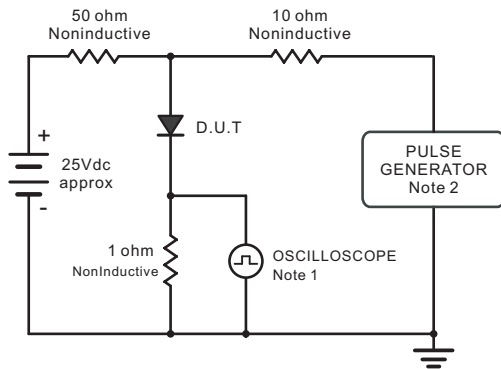 50 ohm
Noninductive
10 ohm
Noninductive
D.U.T
+
25Vdc
approx
-
PULSE
GENERATOR
Note 2
1 ohm
NonInductive
OSCILLOSCOPE
Note 1